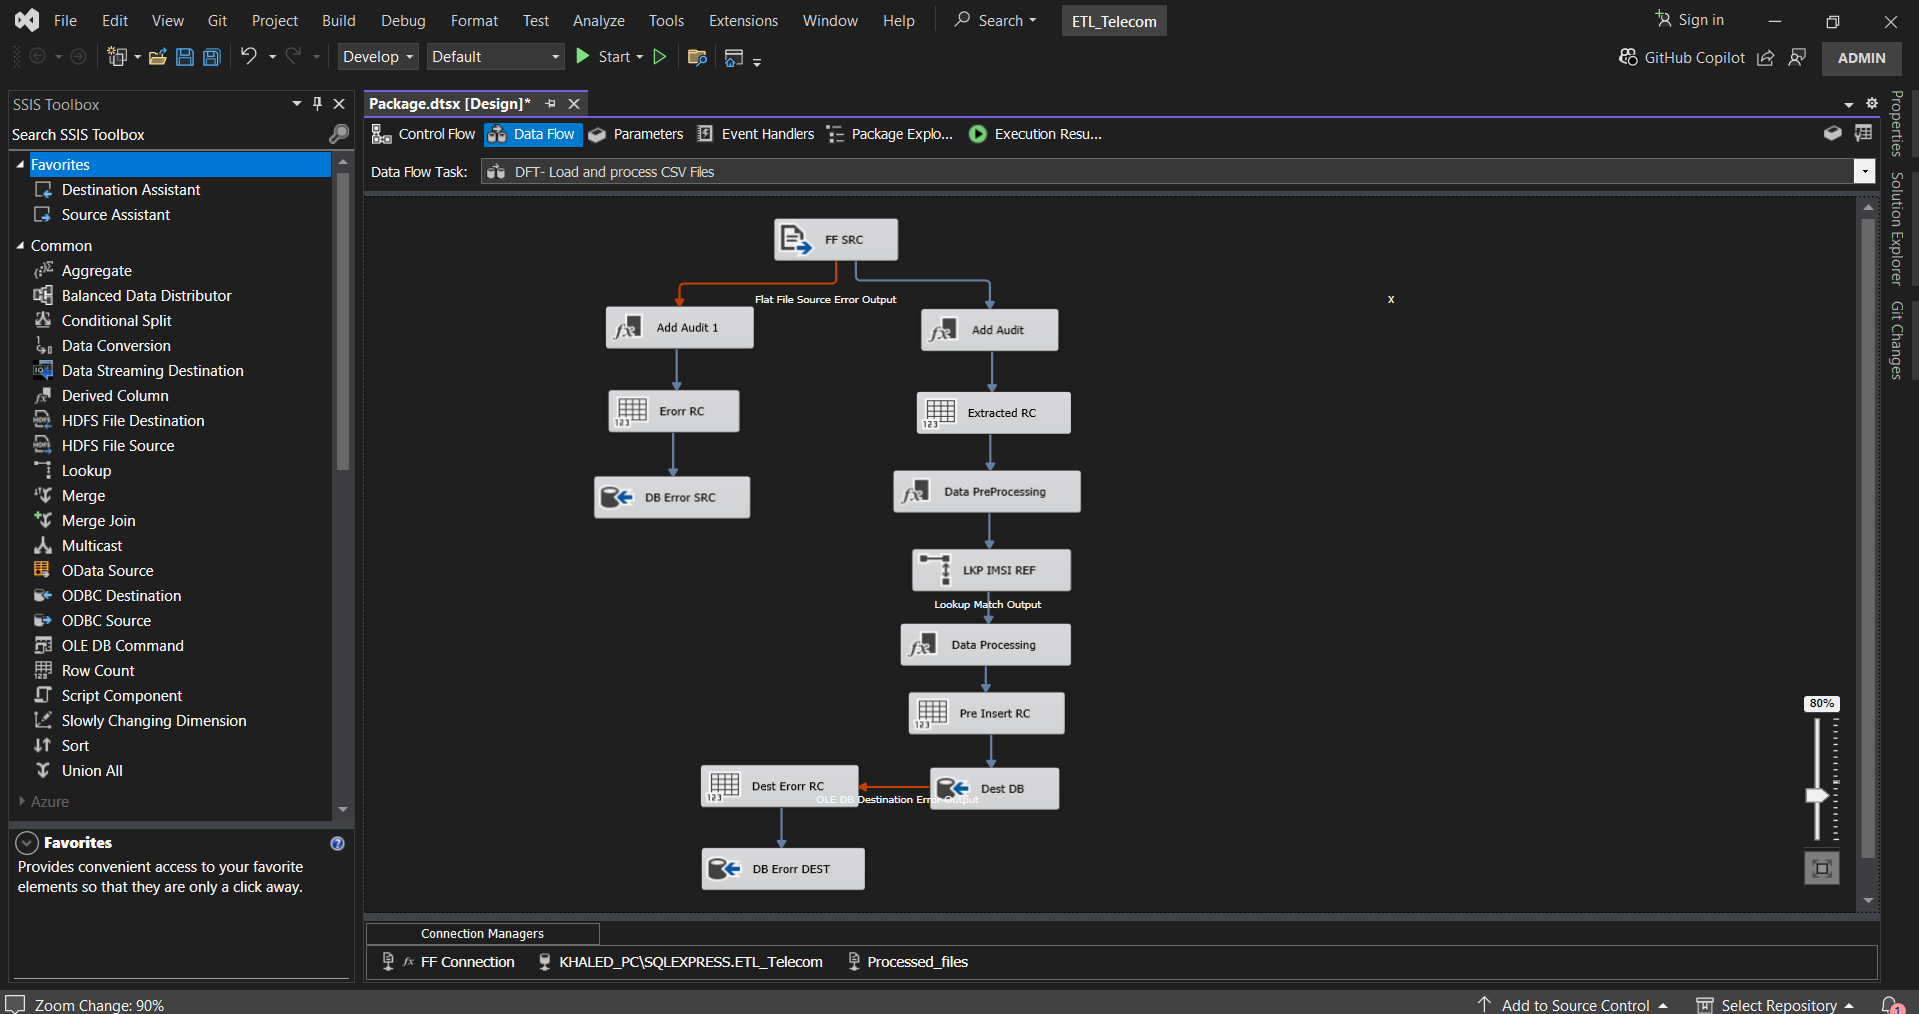 File Edit View Git Project Build Debug Format Test Analyze Tools Extensions Window Help Search ETL_Telecom Sign in
Develop Default Start GitHub Copilot ADMIN
SSIS Toolbox
Search SSIS Toolbox
Favorites
Destination Assistant
Source Assistant
Common
Aggregate
Balanced Data Distributor
Conditional Split
Data Conversion
Data Streaming Destination
Derived Column
HDFS File Destination
HDFS File Source
Lookup
Merge
Merge Join
Multicast
OData Source
ODBC Destination
ODBC Source
OLE DB Command
Row Count
Script Component
Slowly Changing Dimension
Sort
Union All
Azure
Favorites
Provides convenient access to your favorite
elements so that they are only a click away.
Package.dtsx [Design]*
Control Flow Data Flow Parameters Event Handlers Package Explo... Execution Resu...
Data Flow Task: DFT- Load and process CSV Files
FF SRC
Flat File Source Error Output
x
Add Audit 1
Add Audit
Erorr RC
Extracted RC
DB Error SRC
Data PreProcessing
LKP IMSI REF
Lookup Match Output
Data Processing
Pre Insert RC
Dest Erorr RC
OLE DB Destination Error Output
Dest DB
DB Erorr DEST
80%
Connection Managers
FF Connection KHALED_PC\SQLEXPRESS.ETL_Telecom Processed_files
Properties
Solution Explorer
Git Changes
Zoom Change: 90% Add to Source Control Select Repository 1